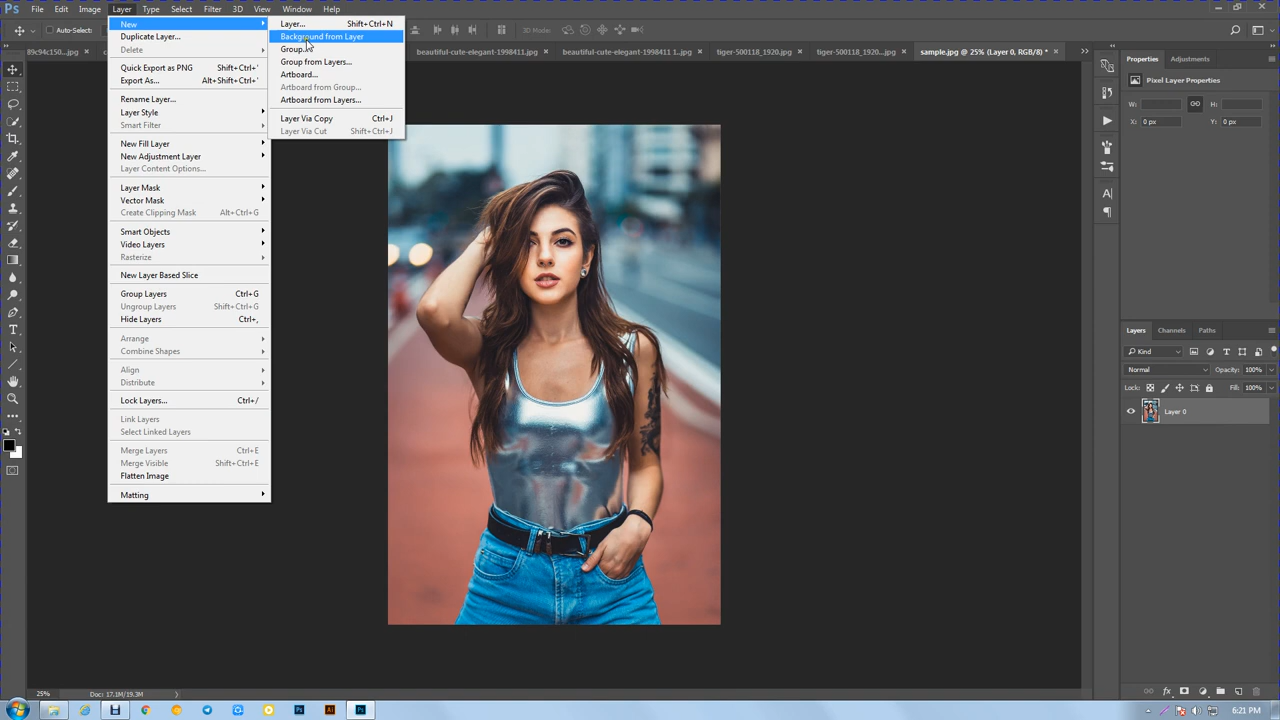 Ps File Edit Image Layer Type Select Filter 3D View Window Help
Auto-Select: 3D Mode:
89c94c150...jpg beautiful-cute-elegant-1998411.jpg beautiful-cute-elegant-1998411 1..jpg tiger-500118_1920.jpg tiger-500118_1920.jpg sample.jpg @ 25% (Layer 0, RGB/8) *
New
Duplicate Layer...
Delete
Quick Export as PNG Shift+Ctrl+'
Export As... Alt+Shift+Ctrl+'
Rename Layer...
Layer Style
Smart Filter
New Fill Layer
New Adjustment Layer
Layer Content Options...
Layer Mask
Vector Mask
Create Clipping Mask Alt+Ctrl+G
Smart Objects
Video Layers
Rasterize
New Layer Based Slice
Group Layers Ctrl+G
Ungroup Layers Shift+Ctrl+G
Hide Layers Ctrl+,
Arrange
Combine Shapes
Align
Distribute
Lock Layers... Ctrl+/
Link Layers
Select Linked Layers
Merge Layers Ctrl+E
Merge Visible Shift+Ctrl+E
Flatten Image
Matting
Layer... Shift+Ctrl+N
Background from Layer
Group...
Group from Layers...
Artboard...
Artboard from Group...
Artboard from Layers...
Layer Via Copy Ctrl+J
Layer Via Cut Shift+Ctrl+J
Properties Adjustments
Pixel Layer Properties
W: H:
X: 0 px Y: 0 px
Layers Channels Paths
Kind
Normal Opacity: 100%
Lock: Fill: 100%
Layer 0
25% Doc: 17.1M/19.3M
Ps Ai Ps 6:21 PM